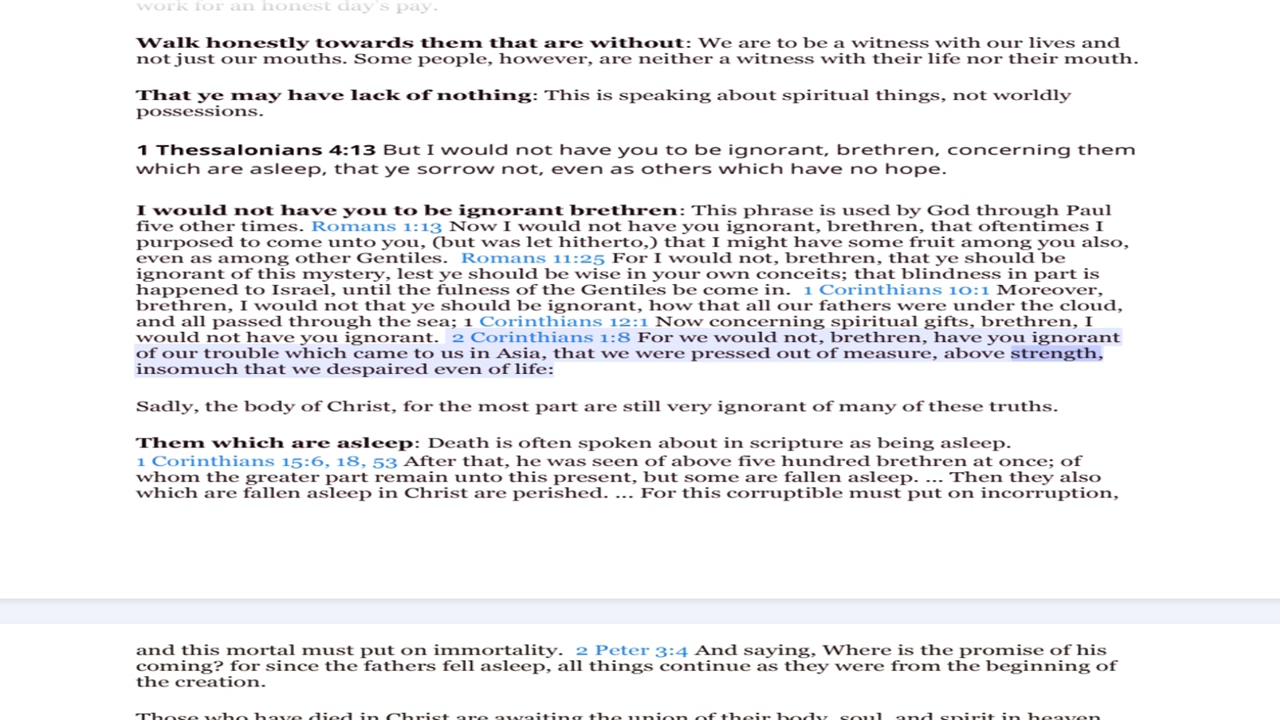 work for an honest day's pay.
Walk honestly towards them that are without: We are to be a witness with our lives and
not just our mouths. Some people, however, are neither a witness with their life nor their mouth.
That ye may have lack of nothing: This is speaking about spiritual things, not worldly
possessions.
1 Thessalonians 4:13 But I would not have you to be ignorant, brethren, concerning them
which are asleep, that ye sorrow not, even as others which have no hope.
I would not have you to be ignorant brethren: This phrase is used by God through Paul
five other times. Romans 1:13 Now I would not have you ignorant, brethren, that oftentimes I
purposed to come unto you, (but was let hitherto,) that I might have some fruit among you also,
even as among other Gentiles. Romans 11:25 For I would not, brethren, that ye should be
ignorant of this mystery, lest ye should be wise in your own conceits; that blindness in part is
happened to Israel, until the fulness of the Gentiles be come in. 1 Corinthians 10:1 Moreover,
brethren, I would not that ye should be ignorant, how that all our fathers were under the cloud,
and all passed through the sea; 1 Corinthians 12:1 Now concerning spiritual gifts, brethren, I
would not have you ignorant. 2 Corinthians 1:8 For we would not, brethren, have you ignorant
of our trouble which came to us in Asia, that we were pressed out of measure, above strength,
insomuch that we despaired even of life:
Sadly, the body of Christ, for the most part are still very ignorant of many of these truths.
Them which are asleep: Death is often spoken about in scripture as being asleep.
1 Corinthians 15:6, 18, 53 After that, he was seen of above five hundred brethren at once; of
whom the greater part remain unto this present, but some are fallen asleep. ... Then they also
which are fallen asleep in Christ are perished. ... For this corruptible must put on incorruption,
and this mortal must put on immortality. 2 Peter 3:4 And saying, Where is the promise of his
coming? for since the fathers fell asleep, all things continue as they were from the beginning of
the creation.
Those who have died in Christ are awaiting the union of their body, soul, and spirit in heaven